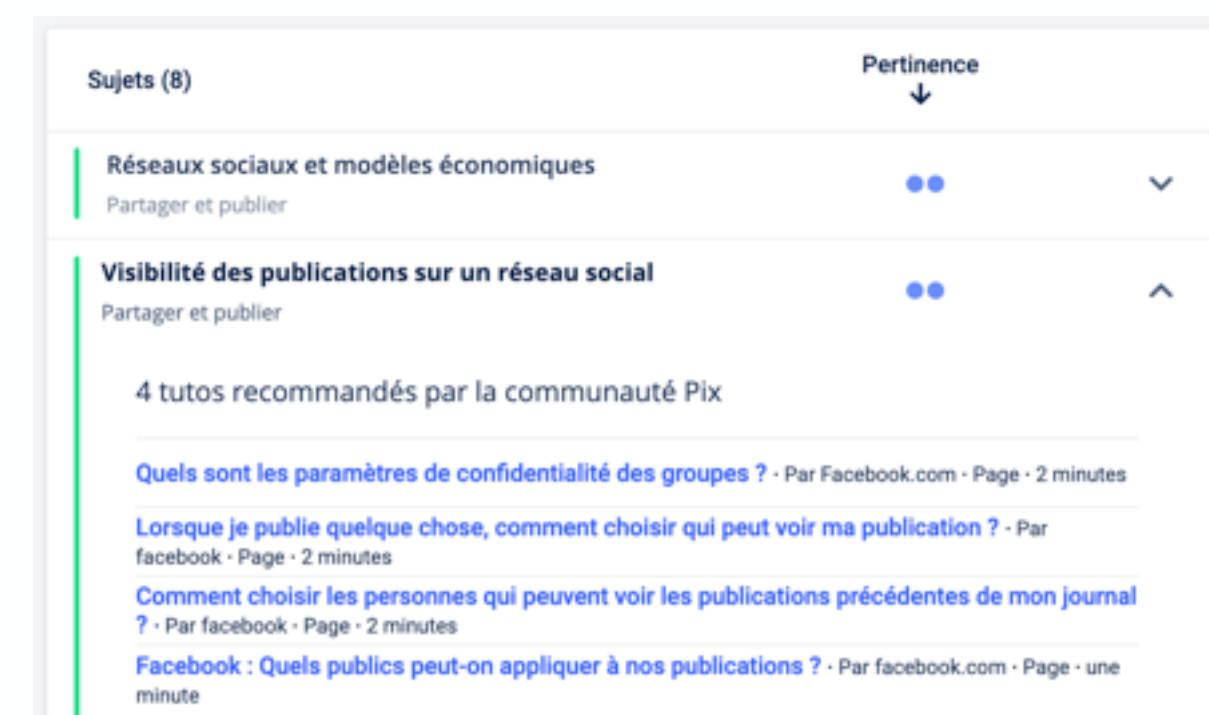 Sujets (8)
Pertinence
Réseaux sociaux et modèles économiques
Partager et publier
Visibilité des publications sur un réseau social
Partager et publier
4 tutos recommandés par la communauté Pix
Quels sont les paramètres de confidentialité des groupes ? · Par Facebook.com · Page · 2 minutes
Lorsque je publie quelque chose, comment choisir qui peut voir ma publication ? · Par
facebook · Page · 2 minutes
Comment choisir les personnes qui peuvent voir les publications précédentes de mon journal
? · Par facebook · Page · 2 minutes
Facebook : Quels publics peut-on appliquer à nos publications ? · Par facebook.com · Page · une
minute